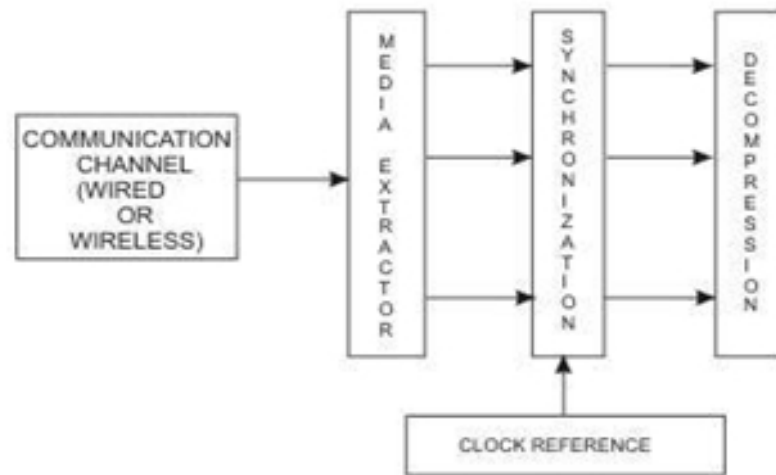 COMMUNICATION
CHANNEL
(WIRED
OR
WIRELESS)
MEDIA EXTRACTOR
SYNCHRONIZATION
DECOMPRESSION
CLOCK REFERENCE